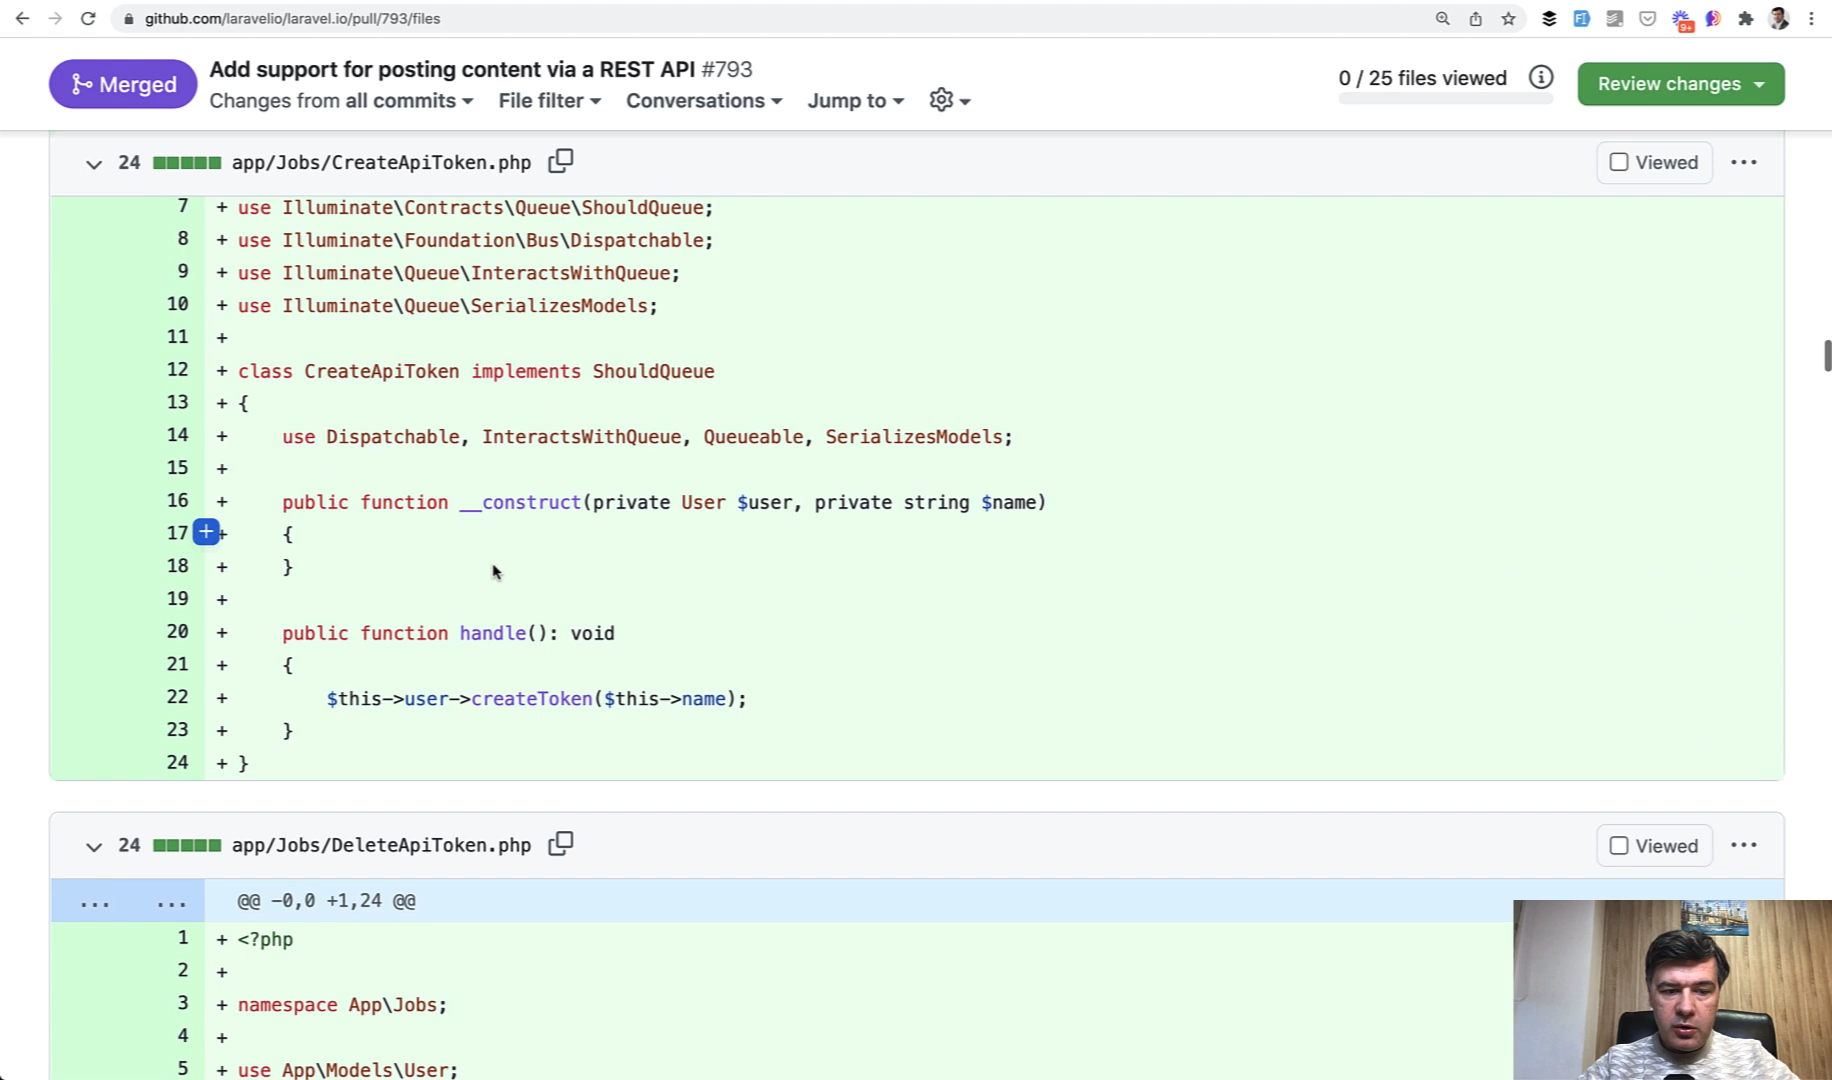 github.com/laravelio/laravel.io/pull/793/files
9+
Merged
Add support for posting content via a REST API #793
Changes from all commits
File filter
Conversations
Jump to
0 / 25 files viewed
Review changes
24 app/Jobs/CreateApiToken.php
Viewed
7 + use Illuminate\Contracts\Queue\ShouldQueue;
8 + use Illuminate\Foundation\Bus\Dispatchable;
9 + use Illuminate\Queue\InteractsWithQueue;
10 + use Illuminate\Queue\SerializesModels;
11 +
12 + class CreateApiToken implements ShouldQueue
13 + {
14 + use Dispatchable, InteractsWithQueue, Queueable, SerializesModels;
15 +
16 + public function __construct(private User $user, private string $name)
17 + {
18 + }
19 +
20 + public function handle(): void
21 + {
22 + $this->user->createToken($this->name);
23 + }
24 + }
24 app/Jobs/DeleteApiToken.php
Viewed
... ... @@ -0,0 +1,24 @@
1 + <?php
2 +
3 + namespace App\Jobs;
4 +
5 + use App\Models\User;